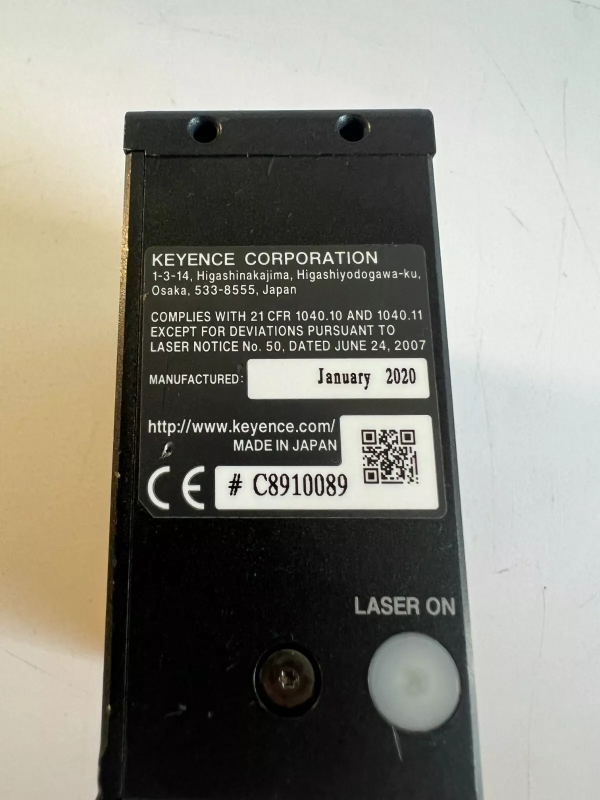 KEYENCE CORPORATION
1-3-14, Higashinakajima, Higashiyodogawa-ku,
Osaka, 533-8555, Japan
COMPLIES WITH 21 CFR 1040.10 AND 1040.11
EXCEPT FOR DEVIATIONS PURSUANT TO
LASER NOTICE No. 50, DATED JUNE 24, 2007
MANUFACTURED: January 2020
http://www.keyence.com/
MADE IN JAPAN
CE # C8910089
LASER ON